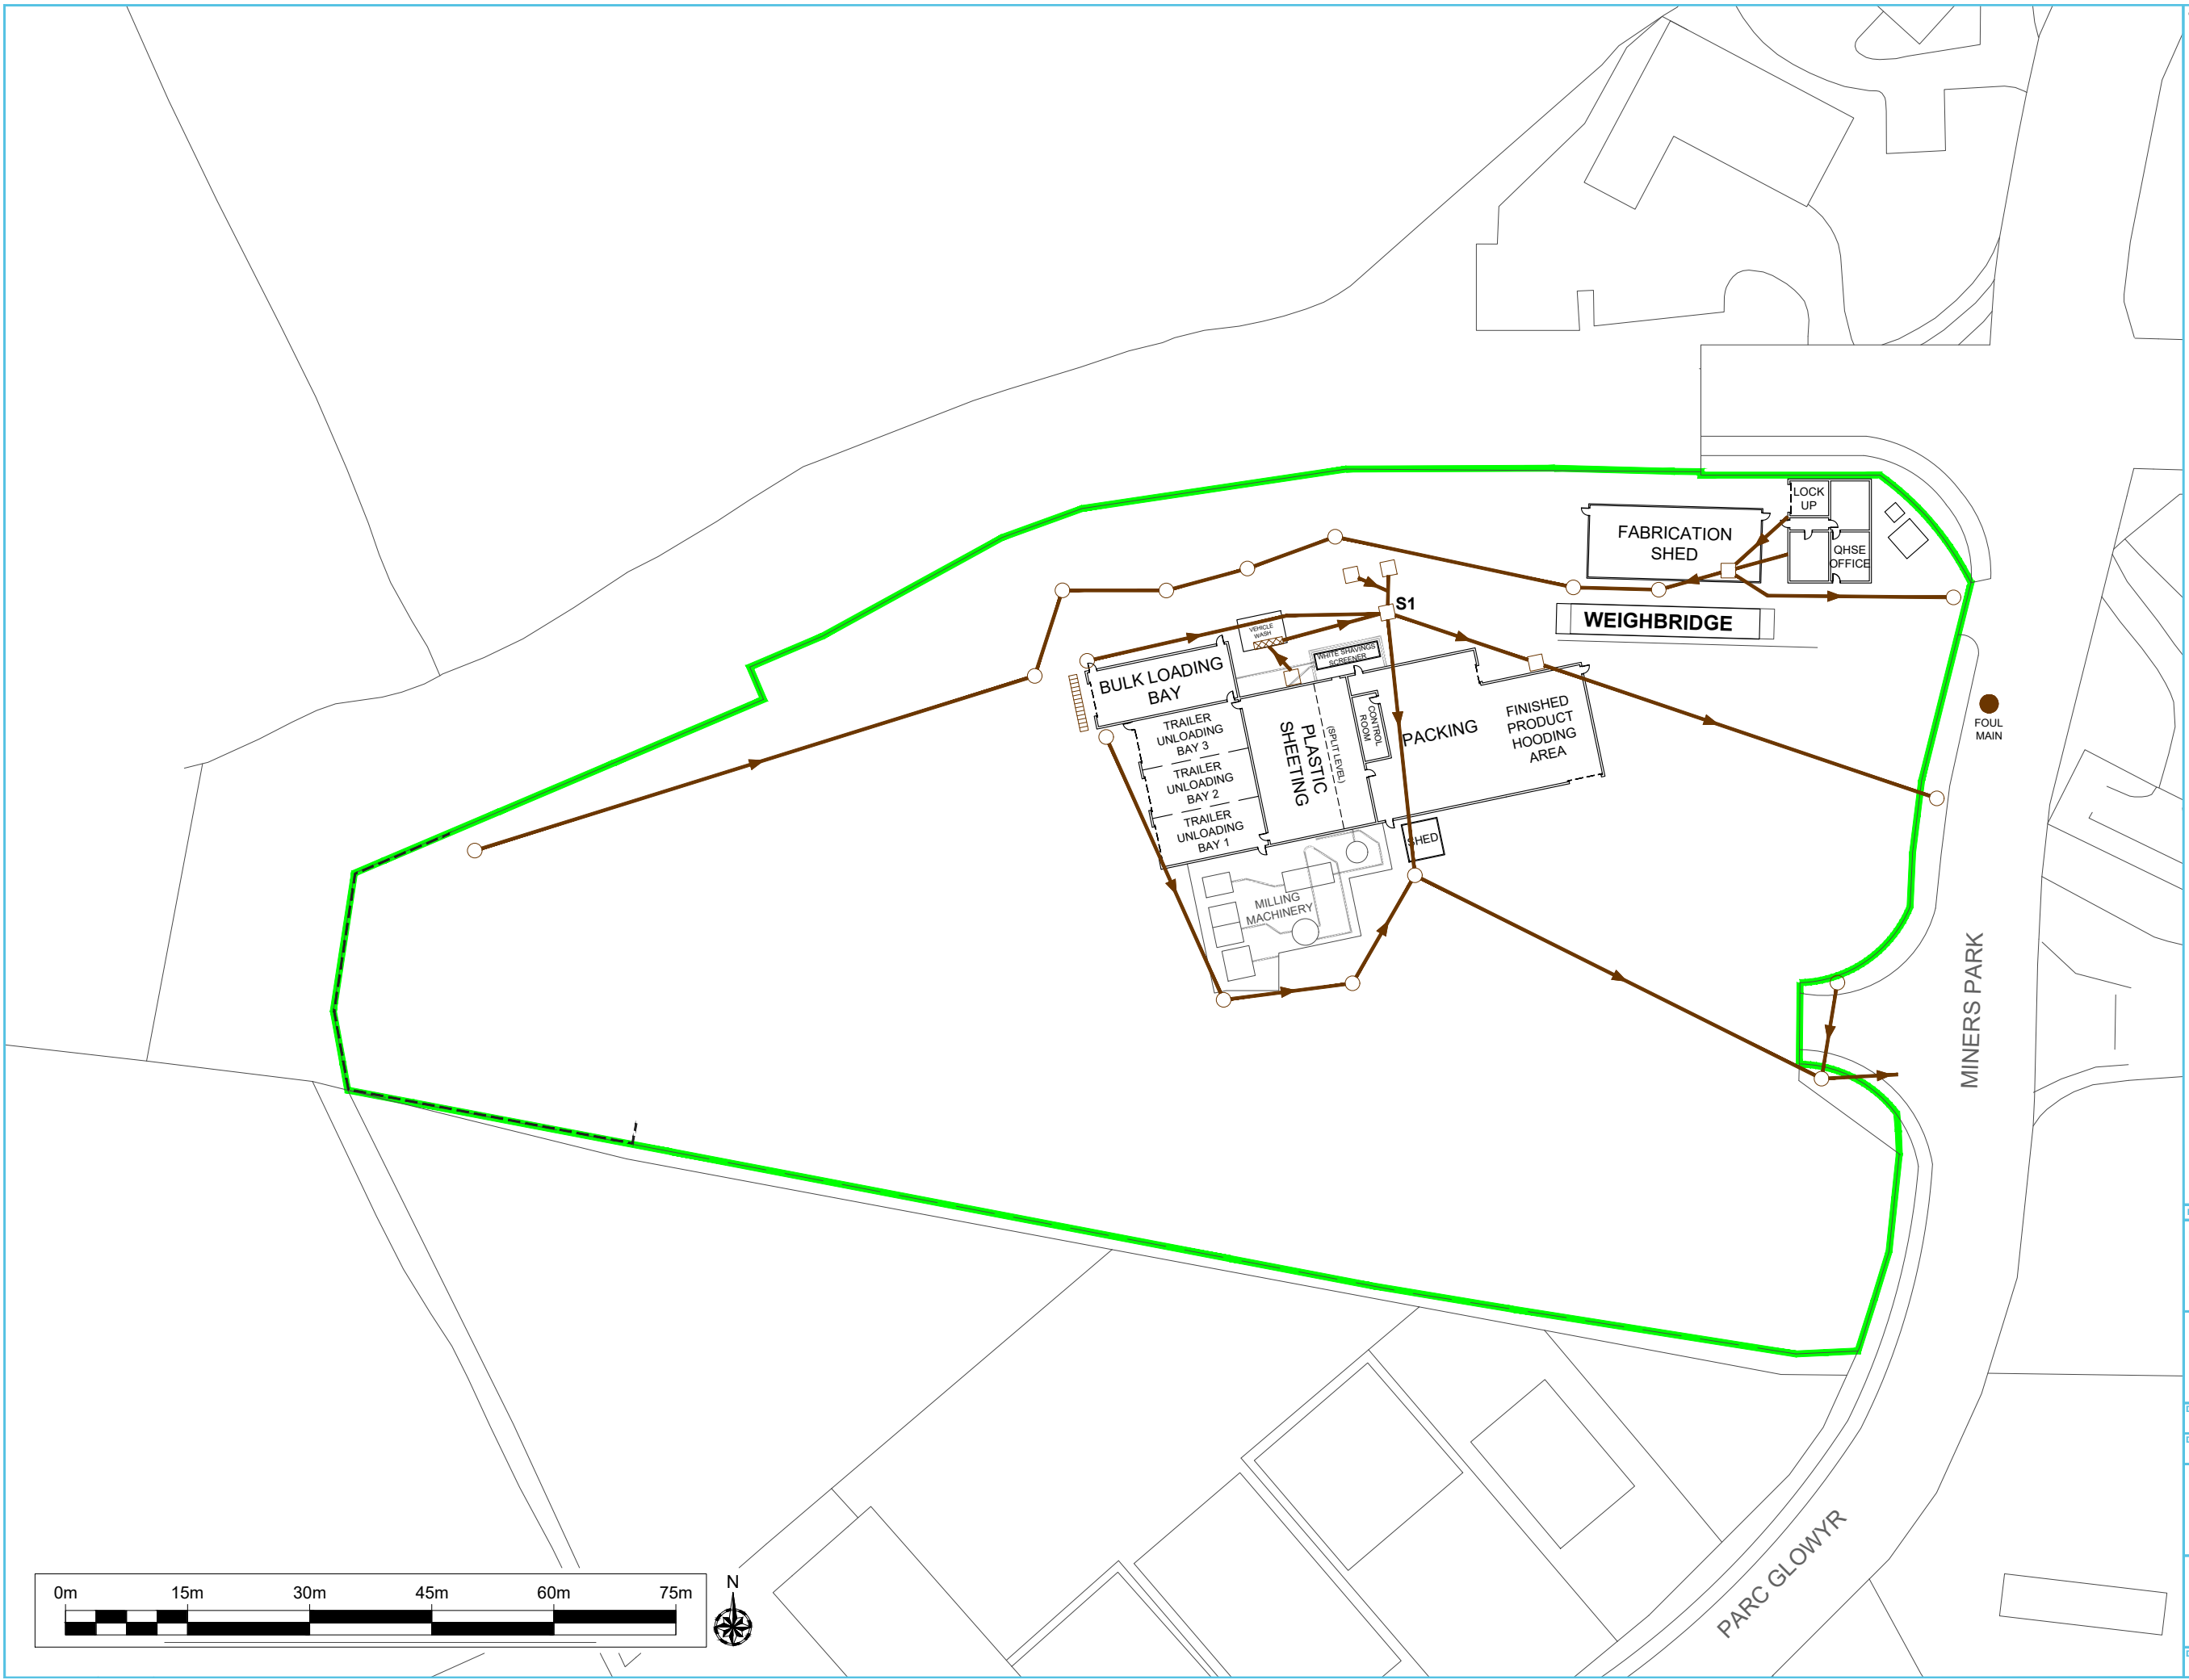 LOCK
UP
FABRICATION
SHED
QHSE
OFFICE
S1
WEIGHBRIDGE
VEHICLE
WASH
WHITE SHAVINGS
SCREENER
BULK LOADING
BAY
TRAILER
UNLOADING
BAY 3
TRAILER
UNLOADING
BAY 2
TRAILER
UNLOADING
BAY 1
PLASTIC
SHEETING
(SPLIT LEVEL)
CONTROL
ROOM
PACKING
FINISHED
PRODUCT
HOODING
AREA
FOUL
MAIN
SHED
MILLING
MACHINERY
MINERS PARK
PARC GLOWYR
0m 15m 30m 45m 60m 75m
N